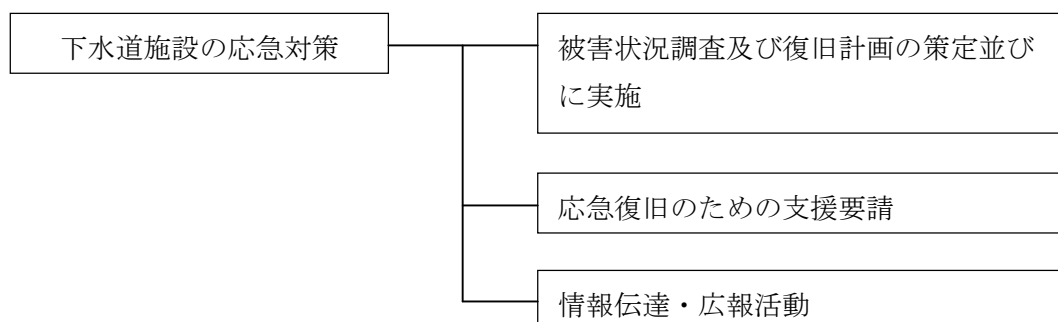 下水道施設の応急対策
被害状況調査及び復旧計画の策定並び
に実施
応急復旧のための支援要請
情報伝達・広報活動